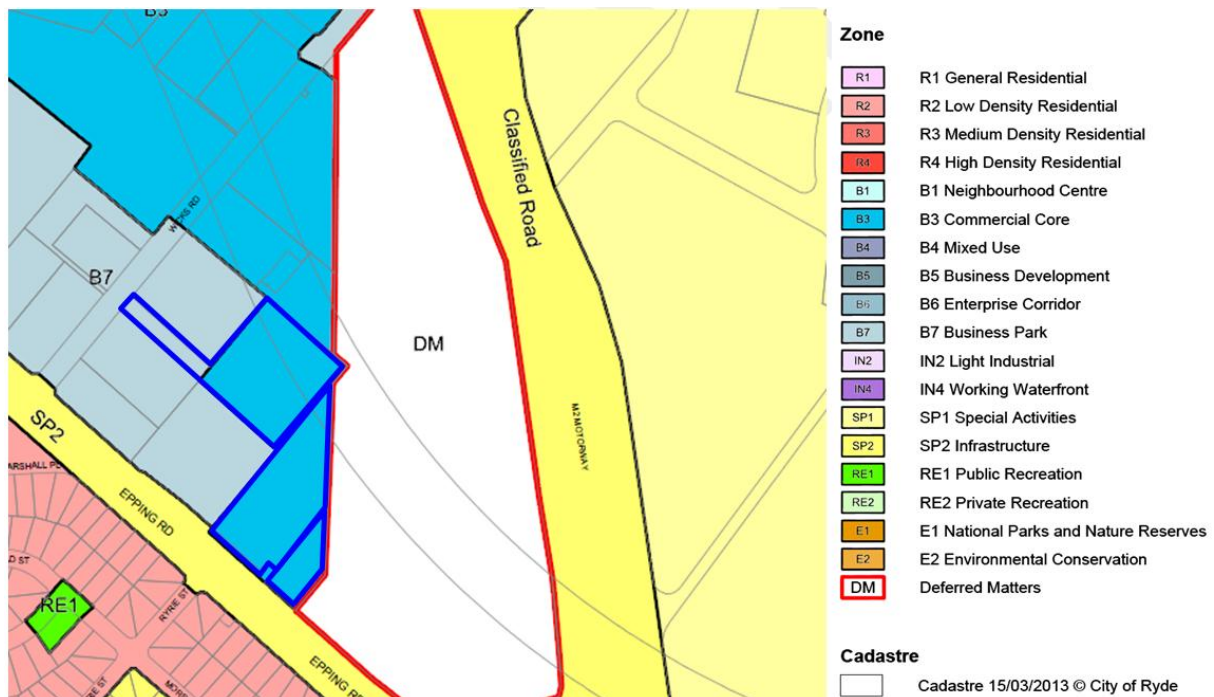 B3
Classified Road
WICKS RD
B7
DM
M2 MOTORWAY
SP2
EPPING RD
RE1
RYRIE ST
EPPING RD
Zone
R1 R1 General Residential
R2 R2 Low Density Residential
R3 R3 Medium Density Residential
R4 R4 High Density Residential
B1 B1 Neighbourhood Centre
B3 B3 Commercial Core
B4 B4 Mixed Use
B5 B5 Business Development
B6 B6 Enterprise Corridor
B7 B7 Business Park
IN2 IN2 Light Industrial
IN4 IN4 Working Waterfront
SP1 SP1 Special Activities
SP2 SP2 Infrastructure
RE1 RE1 Public Recreation
RE2 RE2 Private Recreation
E1 E1 National Parks and Nature Reserves
E2 E2 Environmental Conservation
DM Deferred Matters
Cadastre
Cadastre 15/03/2013 © City of Ryde